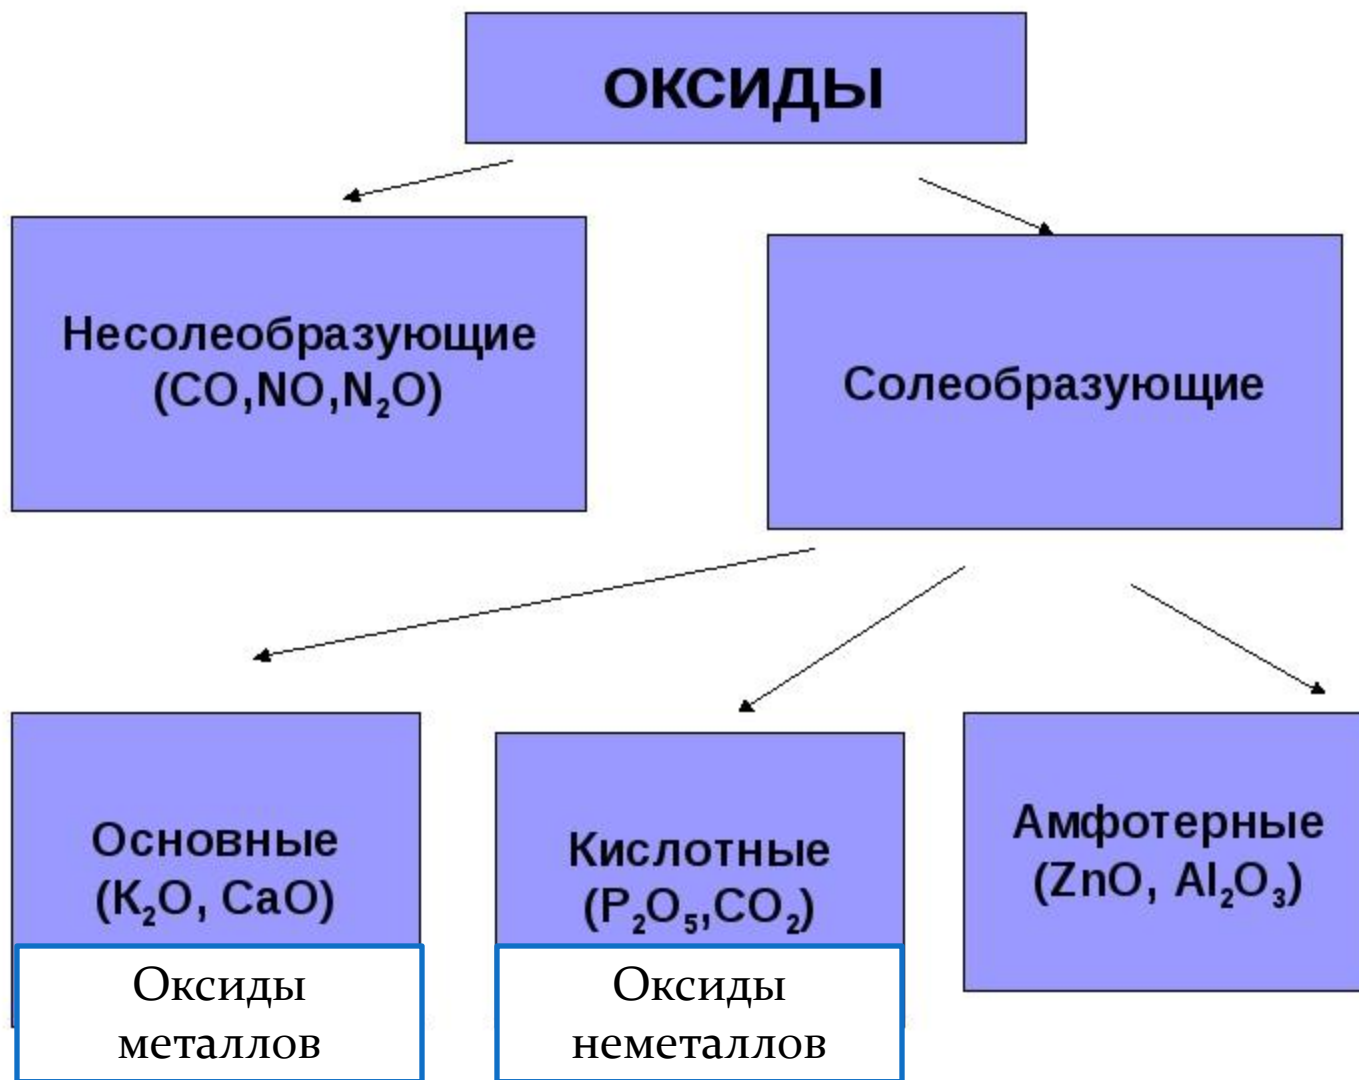 оксиды
Несолеобразующие
(CO,NO,N₂O)
Солеобразующие
Основные
(K₂O, CaO)
Оксиды
металлов
Кислотные
(P₂O₅,CO₂)
Оксиды
неметаллов
Амфотерные
(ZnO, Al₂O₃)